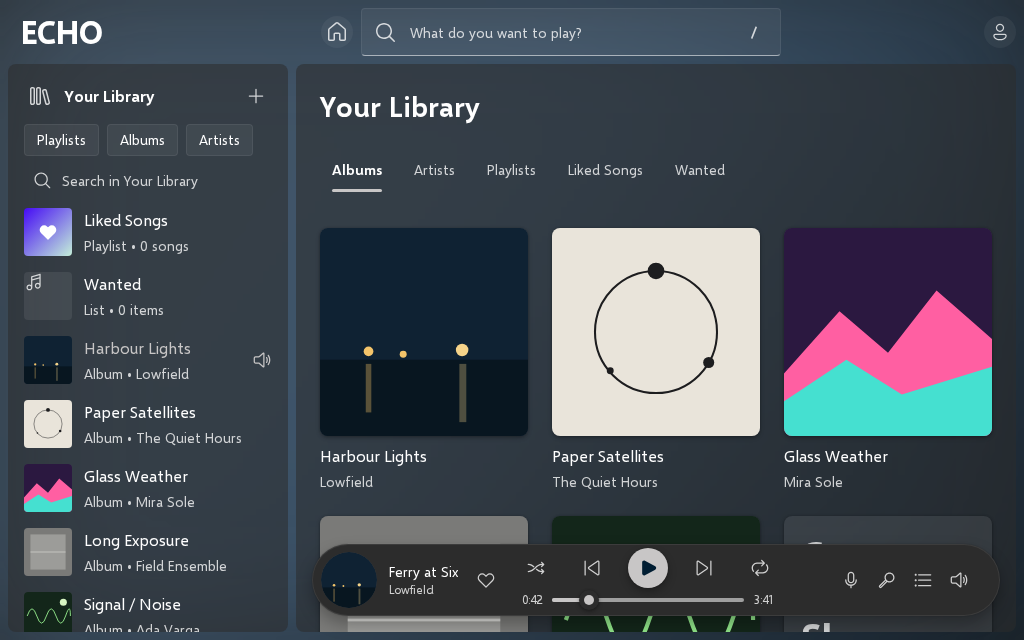 ECHO
What do you want to play?
/
Your Library
Playlists
Albums
Artists
Search in Your Library
Liked Songs
Playlist • 0 songs
Wanted
List • 0 items
Harbour Lights
Album • Lowfield
Paper Satellites
Album • The Quiet Hours
Glass Weather
Album • Mira Sole
Long Exposure
Album • Field Ensemble
Signal / Noise
Album • Ada Varga
Your Library
Albums
Artists
Playlists
Liked Songs
Wanted
Harbour Lights
Lowfield
Paper Satellites
The Quiet Hours
Glass Weather
Mira Sole
Ferry at Six
Lowfield
0:42
3:41